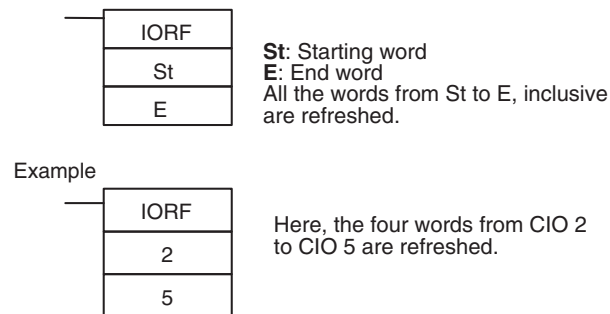 IORF
St
E
St: Starting word
E: End word
All the words from St to E, inclusive
are refreshed.
Example
IORF
2
5
Here, the four words from CIO 2
to CIO 5 are refreshed.